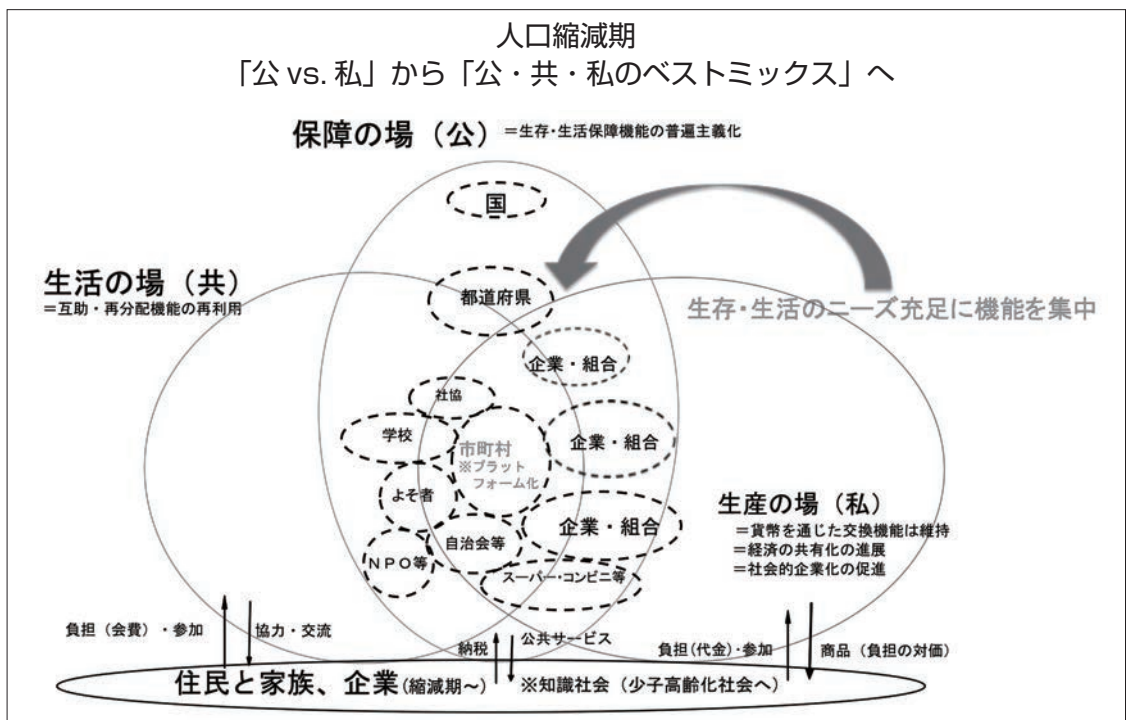 人口縮減期
「公 vs. 私」から「公・共・私のベストミックス」へ
保障の場（公）＝生存・生活保障機能の普遍主義化
国
生活の場（共）
＝互助・再分配機能の再利用
都道府県
生存・生活のニーズ充足に機能を集中
企業・組合
社協
学校
市町村
※プラット
フォーム化
企業・組合
よそ者
生産の場（私）
＝貨幣を通じた交換機能は維持
＝経済の共有化の進展
＝社会的企業化の促進
企業・組合
自治会等
ＮＰＯ等
スーパー・コンビニ等
負担（会費）・参加
協力・交流
納税
公共サービス
負担(代金)・参加
商品（負担の対価）
住民と家族、企業(縮減期～)
※知識社会（少子高齢化社会へ）